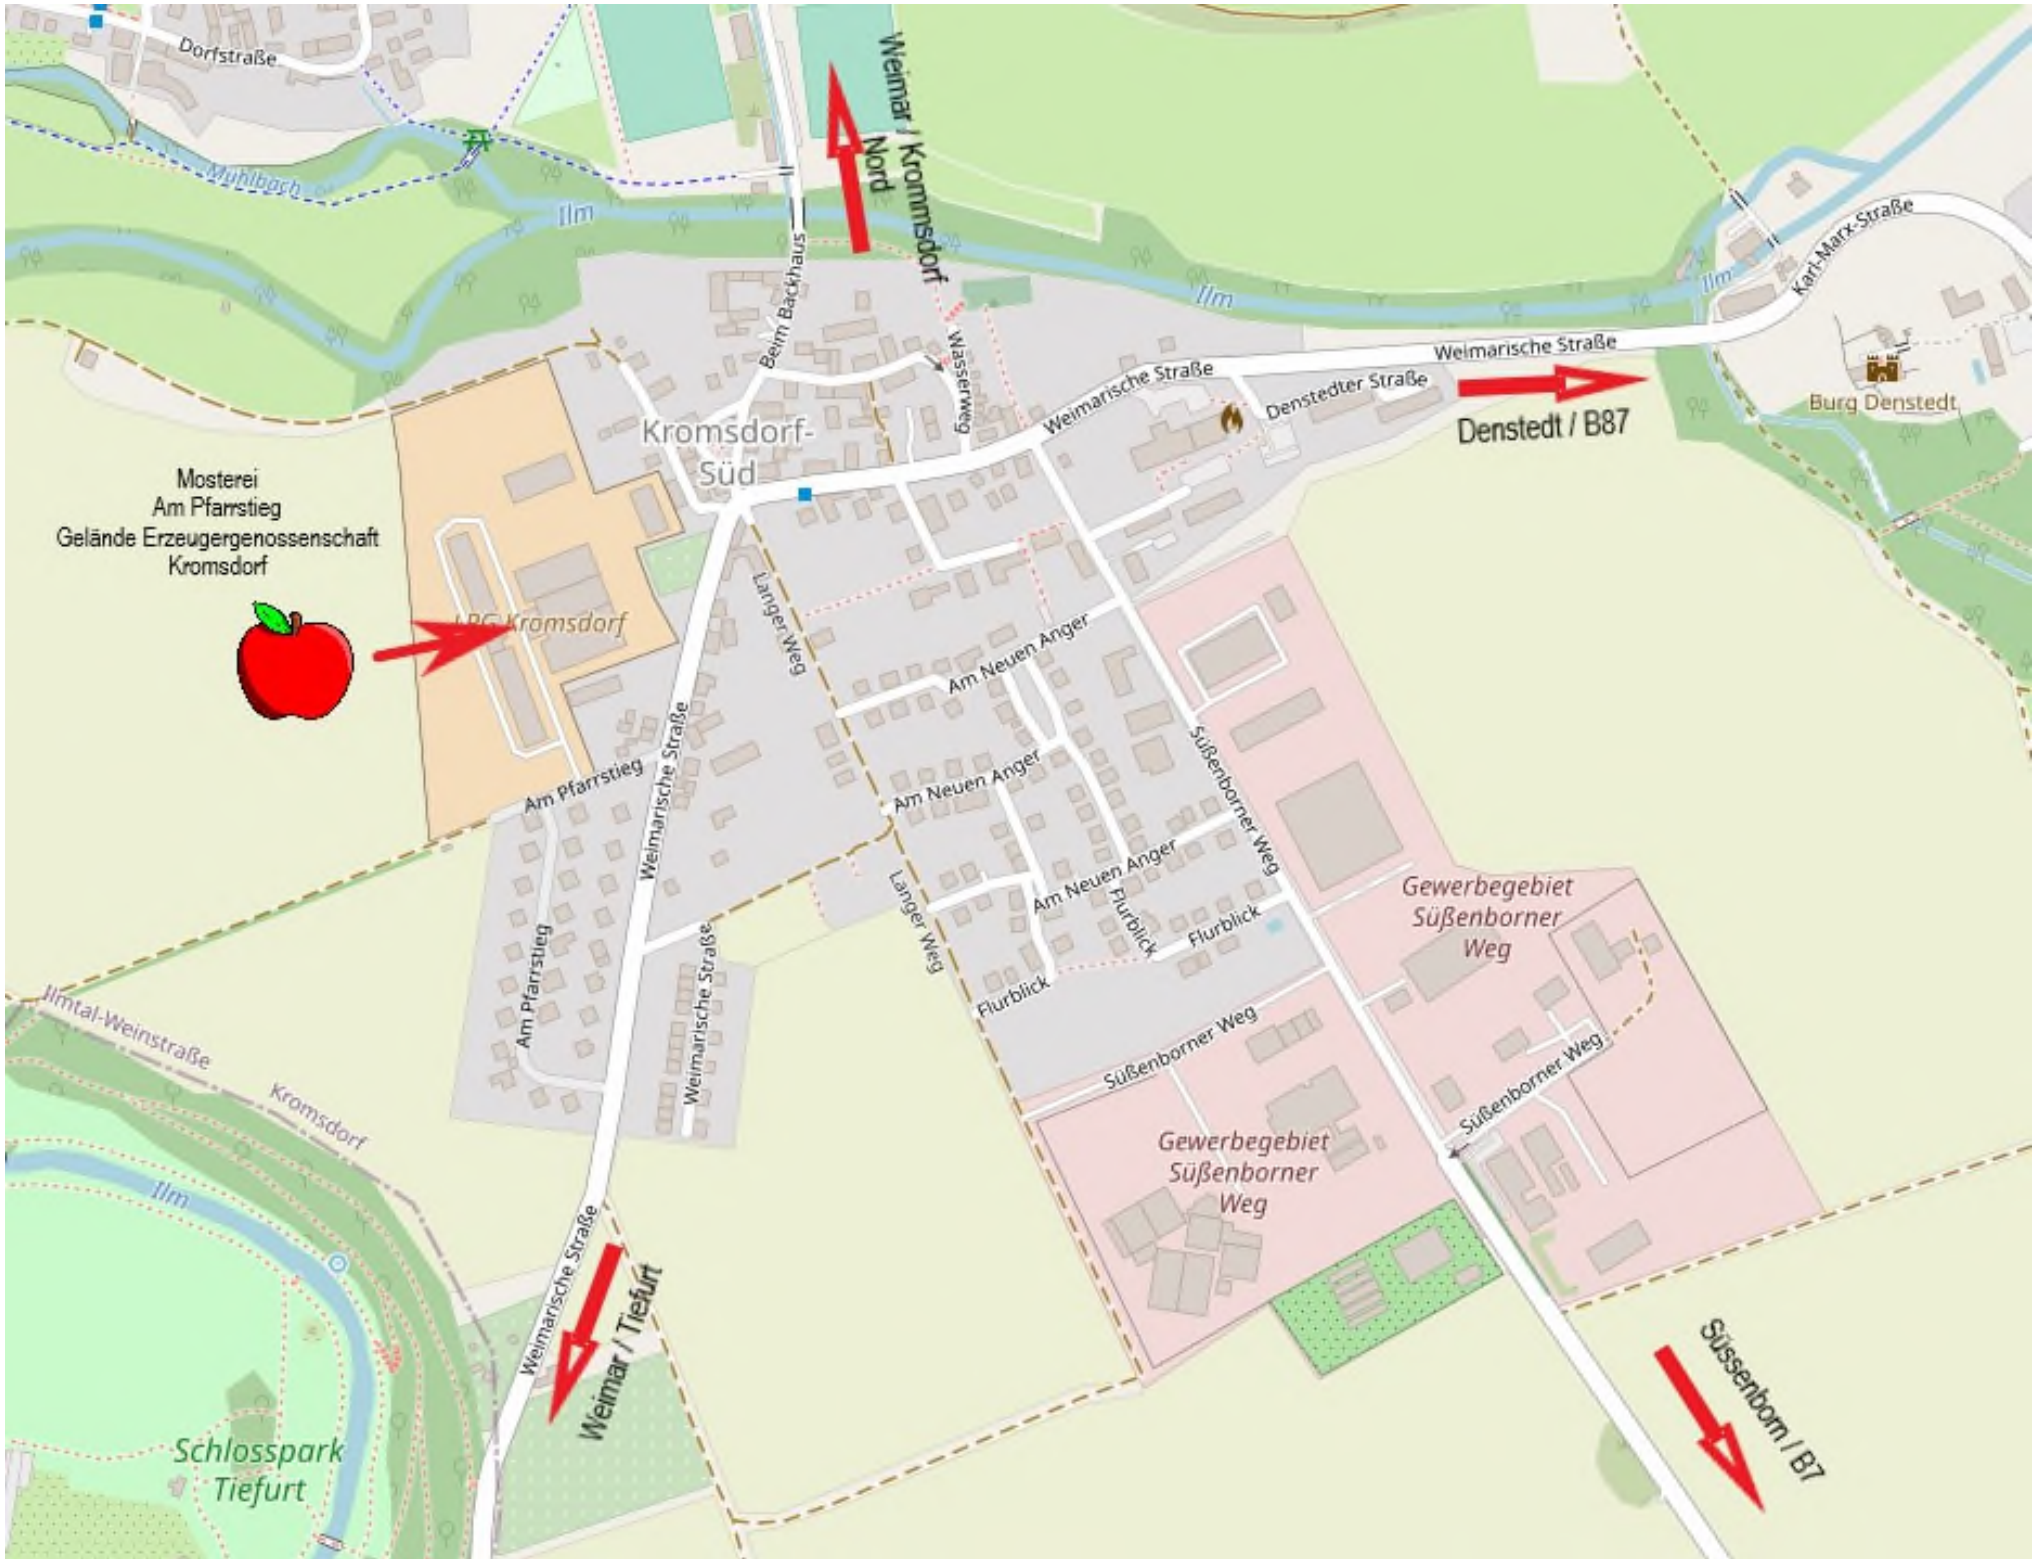 Dorfstraße
Mühlbach
Ilm
Weimar / Krommsdorf
Nord
Beim Backhaus
Wasserweg
Ilm
Ilm
Karl-Marx-Straße
Weimarische Straße
Weimarische Straße
Denstedter Straße
Denstedt / B87
Burg Denstedt
Kromsdorf-
Süd
Mosterei
Am Pfarrstieg
Gelände Erzeugergenossenschaft
Kromsdorf
LPG Kromsdorf
Langer Weg
Am Neuen Anger
Weimarische Straße
Süßenborner Weg
Am Pfarrstieg
Am Neuen Anger
Am Neuen Anger
Langer Weg
Flurblick
Flurblick
Flurblick
Gewerbegebiet
Süßenborner
Weg
Am Pfarrstieg
Weimarische Straße
Süßenborner Weg
Süßenborner Weg
Ilmtal-Weinstraße
Kromsdorf
Gewerbegebiet
Süßenborner
Weg
Ilm
Weimarische Straße
Weimar / Tiefurt
Süssenborn / B7
Schlosspark
Tiefurt